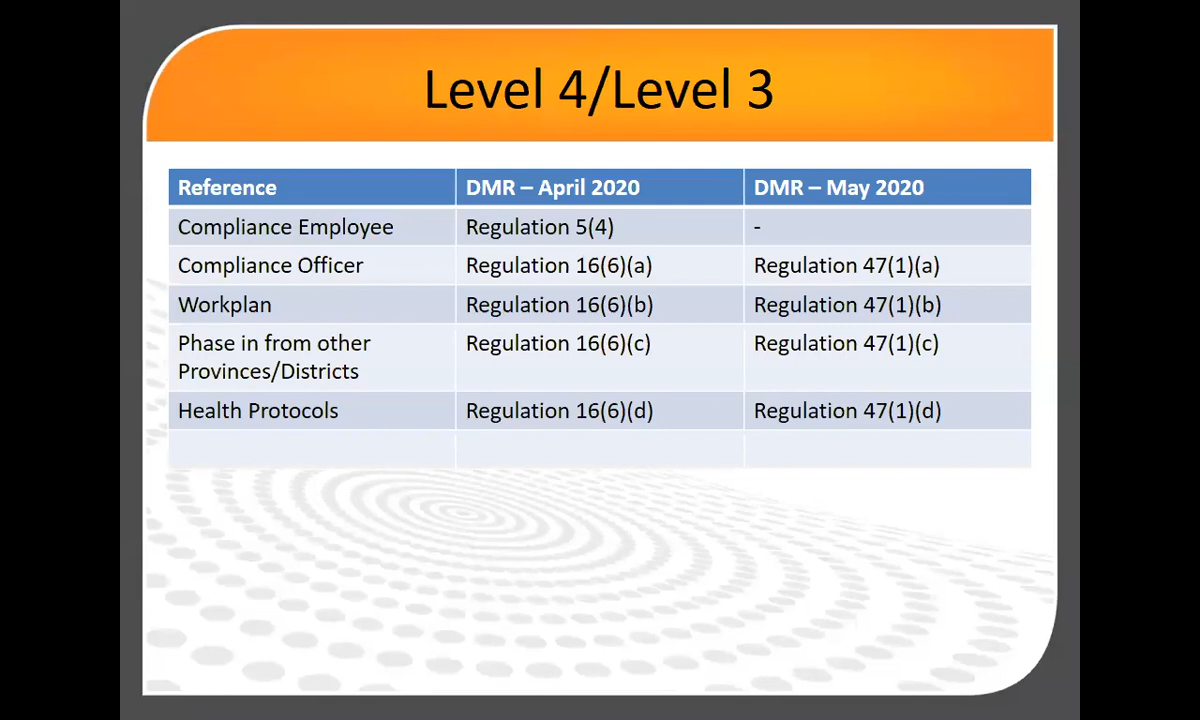 Level 4/Level 3
Reference DMR – April 2020 DMR – May 2020
Compliance Employee Regulation 5(4) -
Compliance Officer Regulation 16(6)(a) Regulation 47(1)(a)
Workplan Regulation 16(6)(b) Regulation 47(1)(b)
Phase in from other Regulation 16(6)(c) Regulation 47(1)(c)
Provinces/Districts
Health Protocols Regulation 16(6)(d) Regulation 47(1)(d)